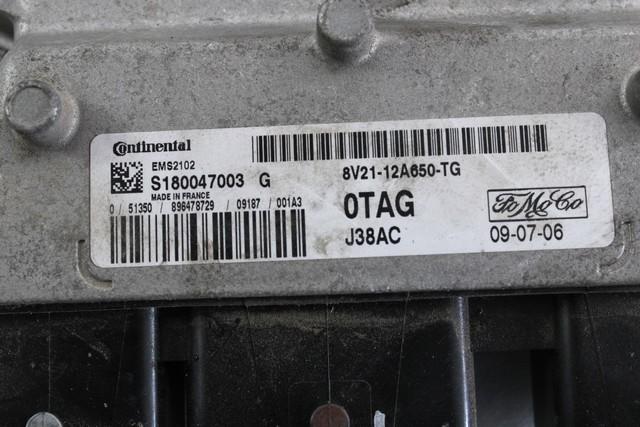 Continental
EMS2102
S180047003 G
MADE IN FRANCE
0 / 51350 / 896478729 / 09187 / 001A3
8V21-12A650-TG
0TAG
FoMoCo
J38AC
09-07-06